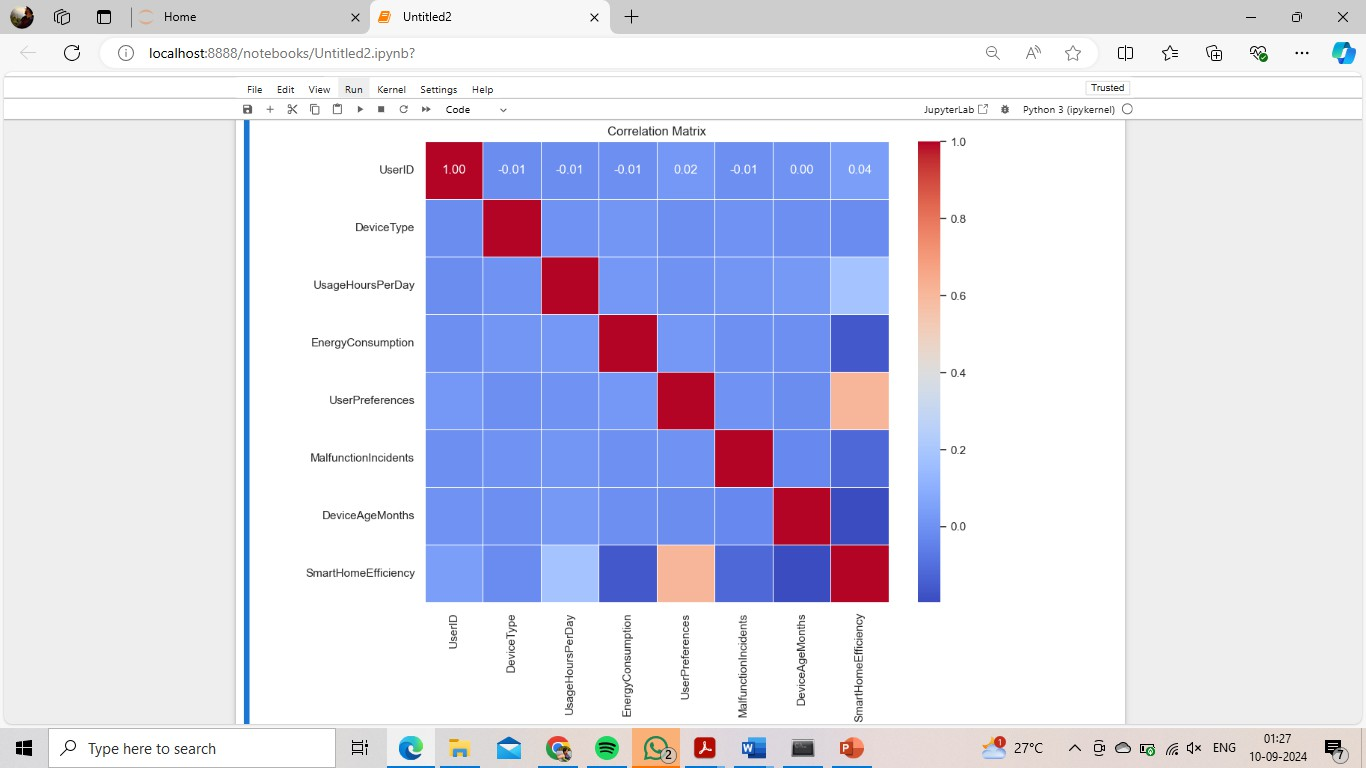 Home
Untitled2
localhost:8888/notebooks/Untitled2.ipynb?
File Edit View Run Kernel Settings Help
Trusted
Code
JupyterLab
Python 3 (ipykernel)
Correlation Matrix
UserID
1.00 -0.01 -0.01 -0.01 0.02 -0.01 0.00 0.04
DeviceType
UsageHoursPerDay
EnergyConsumption
UserPreferences
MalfunctionIncidents
DeviceAgeMonths
SmartHomeEfficiency
1.0
0.8
0.6
0.4
0.2
0.0
UserID
DeviceType
UsageHoursPerDay
EnergyConsumption
UserPreferences
MalfunctionIncidents
DeviceAgeMonths
SmartHomeEfficiency
Type here to search
2
1
27°C
ENG
01:27
10-09-2024
7